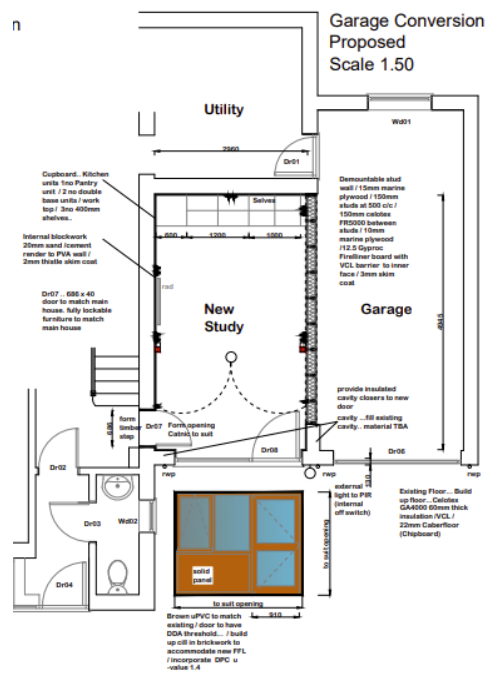 n
Garage Conversion
Proposed
Scale 1.50
Utility
Wd01
2960
Dr01
Cupboard.. Kitchen
units 1no Pantry
unit / 2 no double
base units / work
top / 3no 400mm
shelves..
Selves
600
1200
1000
Demountable stud
wall / 15mm marine
plywood / 150mm
studs at 500 c/c /
150mm celotex
FR5000 between
studs / 10mm
marine plywood
/12.5 Gyproc
Fireliner board with
VCL barrier to inner
face / 3mm skim
coat
Internal blockwork
20mm sand /cement
render to PVA wall /
2mm thistle skim coat
rad
Dr07 .. 686 x 40
door to match main
house. fully lockable
furniture to match
main house
New
Study
Garage
4945
provide insulated
cavity closers to new
door
cavity ...fill existing
cavity.. material TBA
form
timber
step
686
Dr07
Form opening
Catnic to suit
Dr08
Dr06
Dr02
rwp
rwp
rwp
130
external
light to PIR
(internal
off switch)
Existing Floor... Build
up floor...Celotex
GA4000 60mm thick
insulation /VCL /
22mm Caberfloor
(Chipboard)
Dr03
Wd02
Dr04
solid
panel
to suit opening
to suit opening
910
Brown uPVC to match
existing / door to have
DDA threshold... / build
up cill in brickwork to
accommodate new FFL
/ incorporate DPC u
-value 1.4